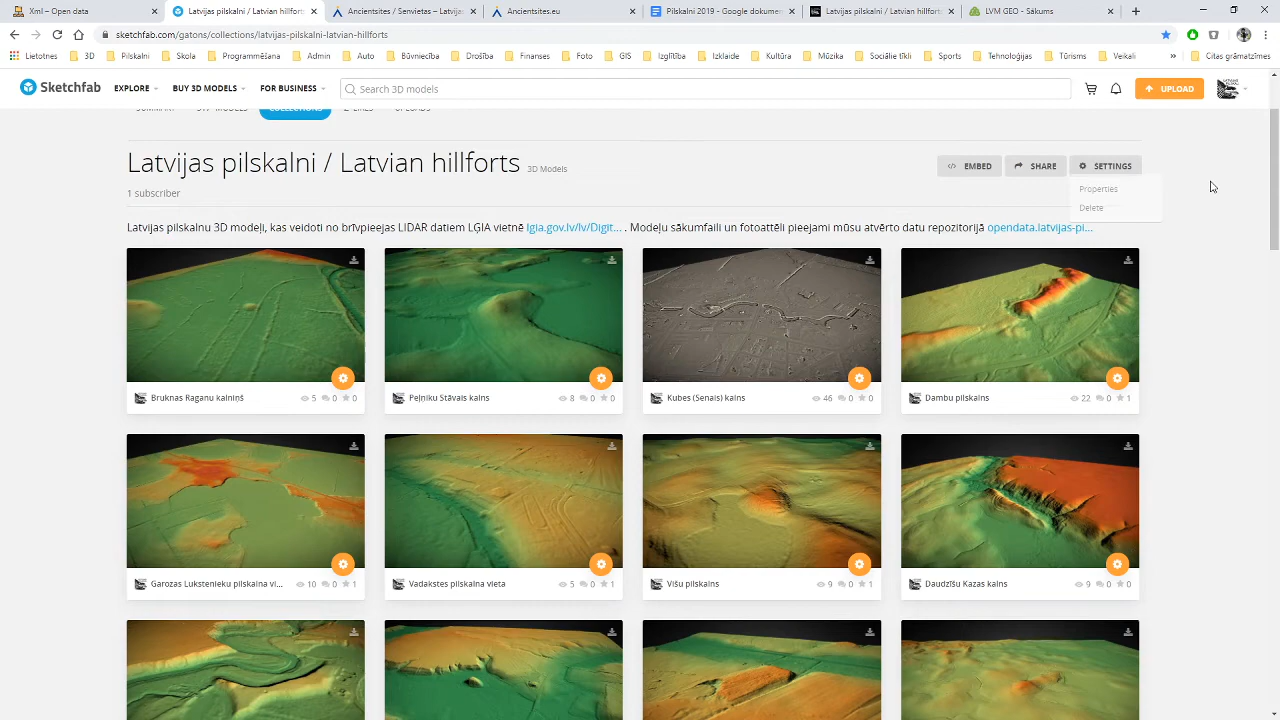 Xml – Open data
Latvijas pilskalni / Latvian hillforts
Ancientsites / Senvietes – Latvijas
Ancientsites.eu
Pilskalni 2019 - Google dokumen
Latvijas pilskalni / Latvian hillforts
LVM GEO - Sākums
sketchfab.com/gatons/collections/latvijas-pilskalni-latvian-hillforts
Lietotnes 3D Pilskalni Skola Programmēšana Admin Auto Būvniecība Drošība Finanses Foto GIS Izglītība Izklaide Kultūra Mūzika Sociālie tīkli Sports Tehnoloģijas Tūrisms Veikali » Citas grāmatzīmes
Sketchfab EXPLORE BUY 3D MODELS FOR BUSINESS Search 3D models UPLOAD
SUMMARY COLLECTIONS LIKES UPLOADS
Latvijas pilskalni / Latvian hillforts 3D Models
EMBED SHARE SETTINGS
Properties
Delete
1 subscriber
Latvijas pilskalnu 3D modeļi, kas veidoti no brīvpieejas LIDAR datiem LĢIA vietnē lgia.gov.lv/lv/Digit... . Modeļu sākumfaili un fotoattēli pieejami mūsu atvērto datu repozitorijā opendata.latvijas-pi...
Bruknas Raganu kalniņš 5 0 0
Peļņiku Stāvais kalns 8 0 0
Kubes (Senais) kalns 46 0 0
Dambu pilskalns 22 0 1
Garozas Lukstenieku pilskalna vi... 10 0 1
Vadakstes pilskalna vieta 5 0 1
Višu pilskalns 9 0 1
Daudzīšu Kazas kalns 9 0 0